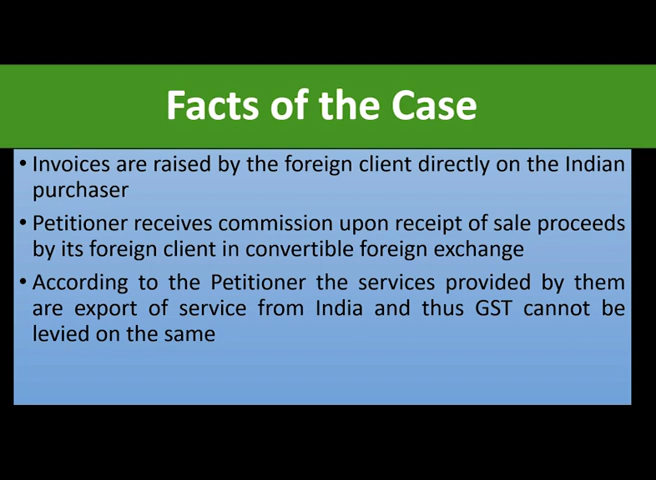 Facts of the Case
• Invoices are raised by the foreign client directly on the Indian
purchaser
• Petitioner receives commission upon receipt of sale proceeds
by its foreign client in convertible foreign exchange
• According to the Petitioner the services provided by them
are export of service from India and thus GST cannot be
levied on the same